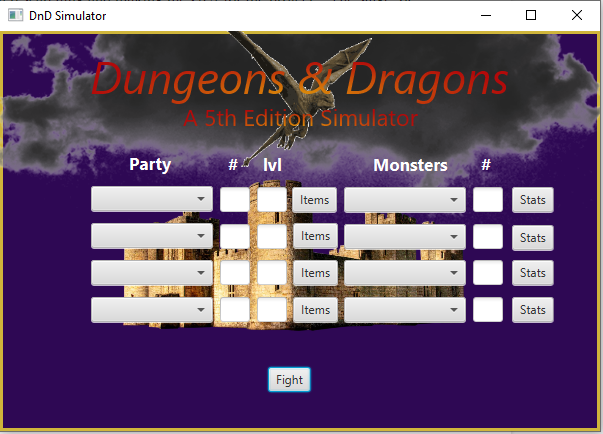 DnD Simulator
Dungeons & Dragons
A 5th Edition Simulator
Party # lvl Monsters #
Items Stats
Items Stats
Items Stats
Items Stats
Fight